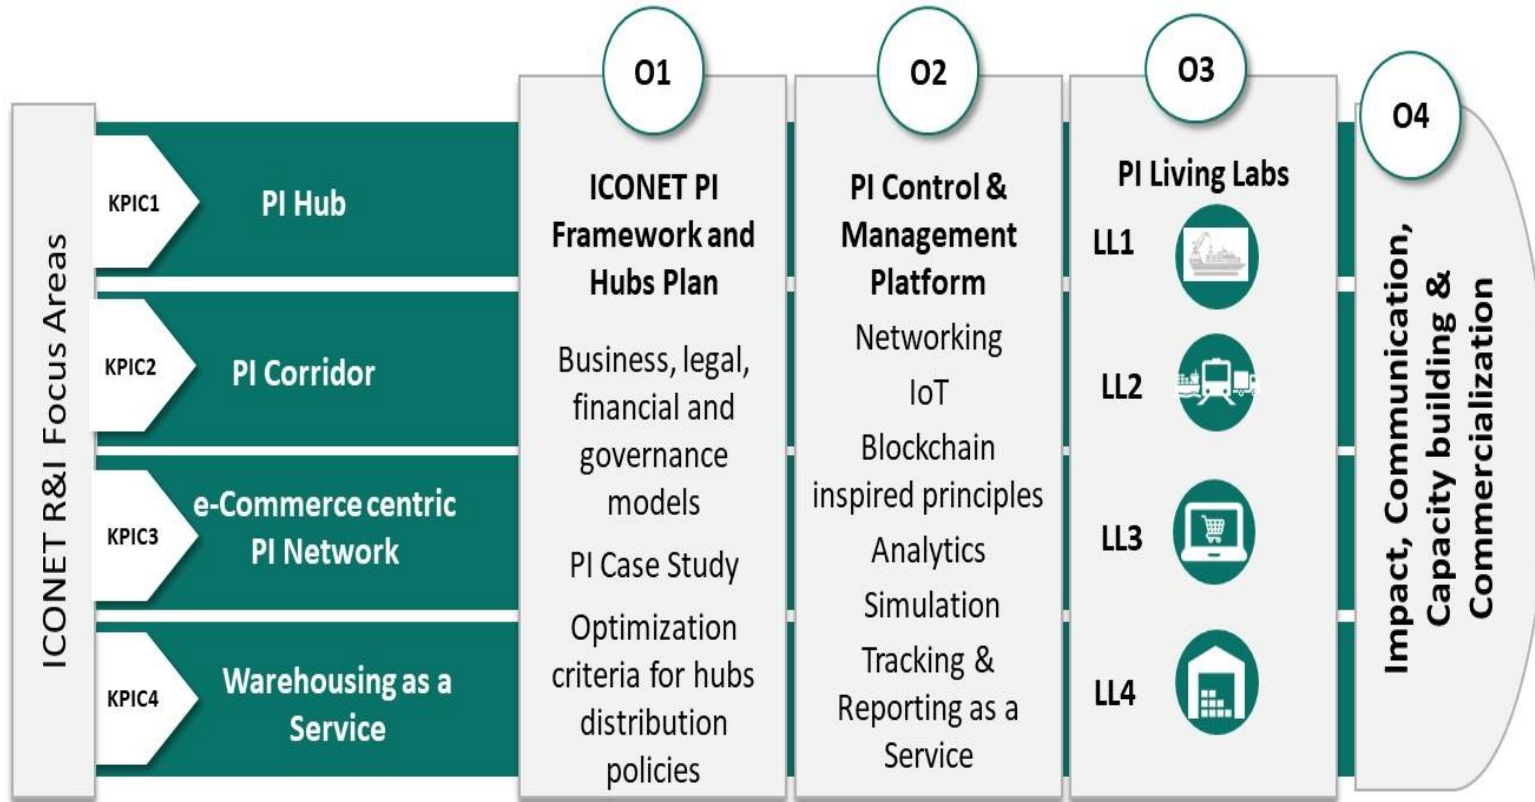 ICONET R&I Focus Areas
KPIC1
PI Hub
KPIC2
PI Corridor
KPIC3
e-Commerce centric
PI Network
KPIC4
Warehousing as a
Service
O1
ICONET PI
Framework and
Hubs Plan
Business, legal,
financial and
governance
models
PI Case Study
Optimization
criteria for hubs
distribution
policies
O2
PI Control &
Management
Platform
Networking
IoT
Blockchain
inspired principles
Analytics
Simulation
Tracking &
Reporting as a
Service
O3
PI Living Labs
LL1
LL2
LL3
LL4
O4
Impact, Communication,
Capacity building &
Commercialization